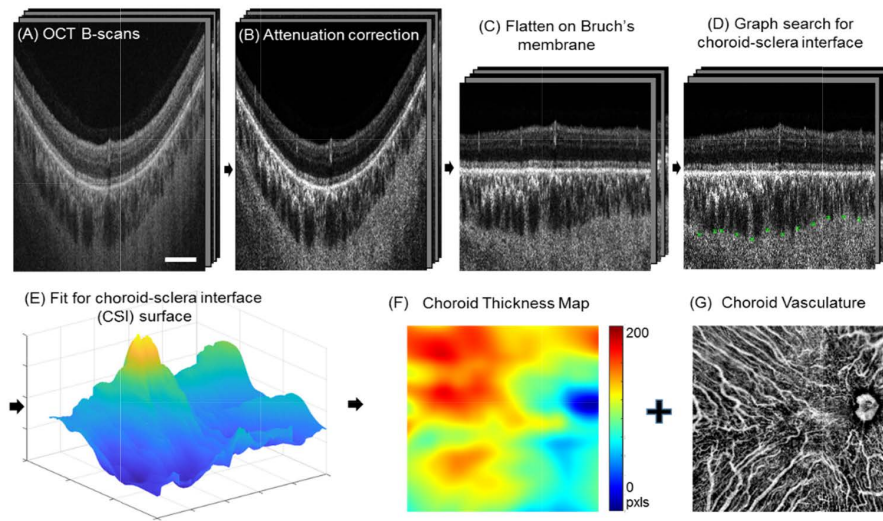 (A) OCT B-scans
(B) Attenuation correction
(C) Flatten on Bruch's
membrane
(D) Graph search for
choroid-sclera interface
(E) Fit for choroid-sclera interface
(CSI) surface
(F) Choroid Thickness Map
200
0
pxls
(G) Choroid Vasculature